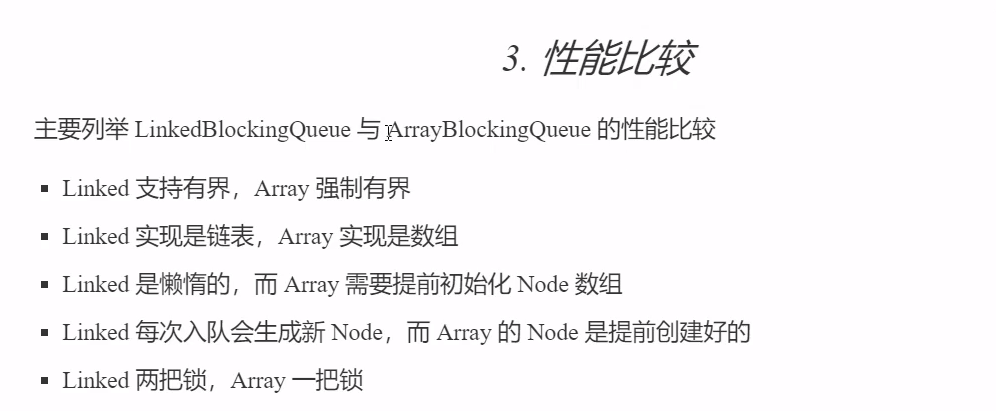 3. 性能比较
主要列举 LinkedBlockingQueue 与 ArrayBlockingQueue 的性能比较
▪ Linked 支持有界，Array 强制有界
▪ Linked 实现是链表，Array 实现是数组
▪ Linked 是懒惰的，而 Array 需要提前初始化 Node 数组
▪ Linked 每次入队会生成新 Node，而 Array 的 Node 是提前创建好的
▪ Linked 两把锁，Array 一把锁